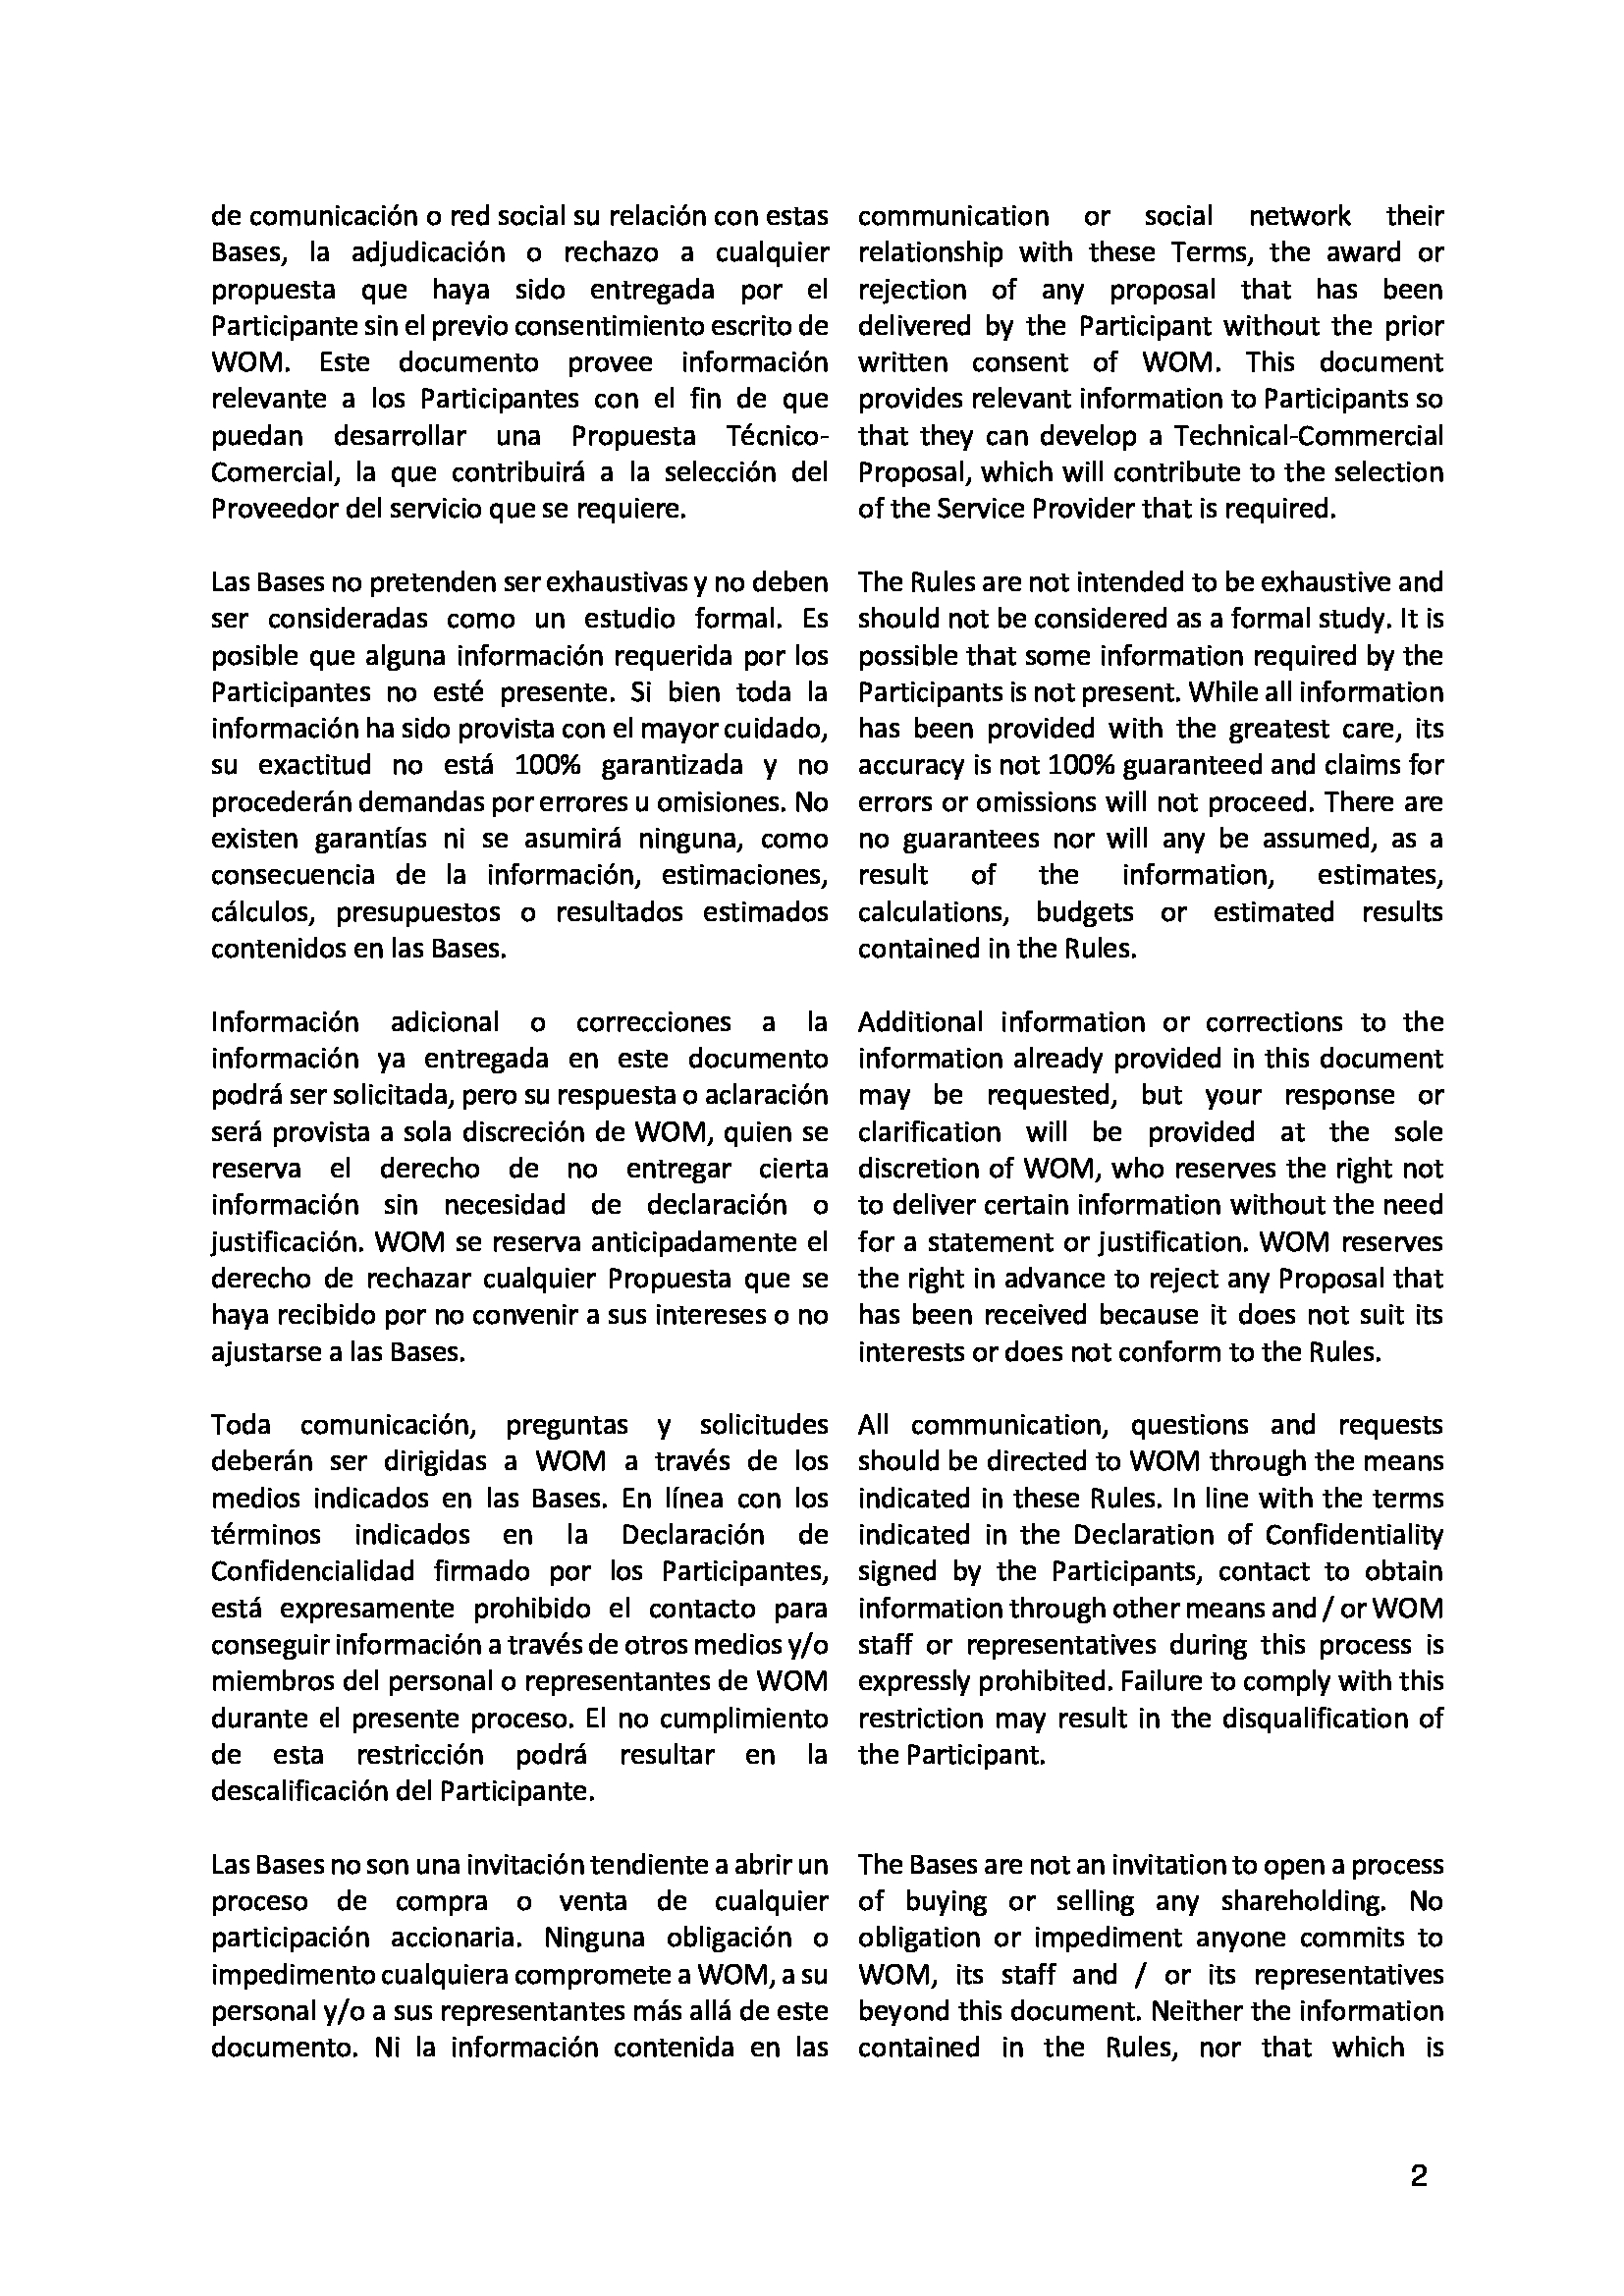 de comunicación o red social su relación con estas
Bases, la adjudicación o rechazo a cualquier
propuesta que haya sido entregada por el
Participante sin el previo consentimiento escrito de
WOM. Este documento provee información
relevante a los Participantes con el fin de que
puedan desarrollar una Propuesta Técnico-
Comercial, la que contribuirá a la selección del
Proveedor del servicio que se requiere.
Las Bases no pretenden ser exhaustivas y no deben
ser consideradas como un estudio formal. Es
posible que alguna información requerida por los
Participantes no esté presente. Si bien toda la
información ha sido provista con el mayor cuidado,
su exactitud no está 100% garantizada y no
procederán demandas por errores u omisiones. No
existen garantías ni se asumirá ninguna, como
consecuencia de la información, estimaciones,
cálculos, presupuestos o resultados estimados
contenidos en las Bases.
Información adicional o correcciones a la
información ya entregada en este documento
podrá ser solicitada, pero su respuesta o aclaración
será provista a sola discreción de WOM, quien se
reserva el derecho de no entregar cierta
información sin necesidad de declaración o
justificación. WOM se reserva anticipadamente el
derecho de rechazar cualquier Propuesta que se
haya recibido por no convenir a sus intereses o no
ajustarse a las Bases.
Toda comunicación, preguntas y solicitudes
deberán ser dirigidas a WOM a través de los
medios indicados en las Bases. En línea con los
términos indicados en la Declaración de
Confidencialidad firmado por los Participantes,
está expresamente prohibido el contacto para
conseguir información a través de otros medios y/o
miembros del personal o representantes de WOM
durante el presente proceso. El no cumplimiento
de esta restricción podrá resultar en la
descalificación del Participante.
Las Bases no son una invitación tendiente a abrir un
proceso de compra o venta de cualquier
participación accionaria. Ninguna obligación o
impedimento cualquiera compromete a WOM, a su
personal y/o a sus representantes más allá de este
documento. Ni la información contenida en las
communication or social network their
relationship with these Terms, the award or
rejection of any proposal that has been
delivered by the Participant without the prior
written consent of WOM. This document
provides relevant information to Participants so
that they can develop a Technical-Commercial
Proposal, which will contribute to the selection
of the Service Provider that is required.
The Rules are not intended to be exhaustive and
should not be considered as a formal study. It is
possible that some information required by the
Participants is not present. While all information
has been provided with the greatest care, its
accuracy is not 100% guaranteed and claims for
errors or omissions will not proceed. There are
no guarantees nor will any be assumed, as a
result of the information, estimates,
calculations, budgets or estimated results
contained in the Rules.
Additional information or corrections to the
information already provided in this document
may be requested, but your response or
clarification will be provided at the sole
discretion of WOM, who reserves the right not
to deliver certain information without the need
for a statement or justification. WOM reserves
the right in advance to reject any Proposal that
has been received because it does not suit its
interests or does not conform to the Rules.
All communication, questions and requests
should be directed to WOM through the means
indicated in these Rules. In line with the terms
indicated in the Declaration of Confidentiality
signed by the Participants, contact to obtain
information through other means and / or WOM
staff or representatives during this process is
expressly prohibited. Failure to comply with this
restriction may result in the disqualification of
the Participant.
The Bases are not an invitation to open a process
of buying or selling any shareholding. No
obligation or impediment anyone commits to
WOM, its staff and / or its representatives
beyond this document. Neither the information
contained in the Rules, nor that which is
2